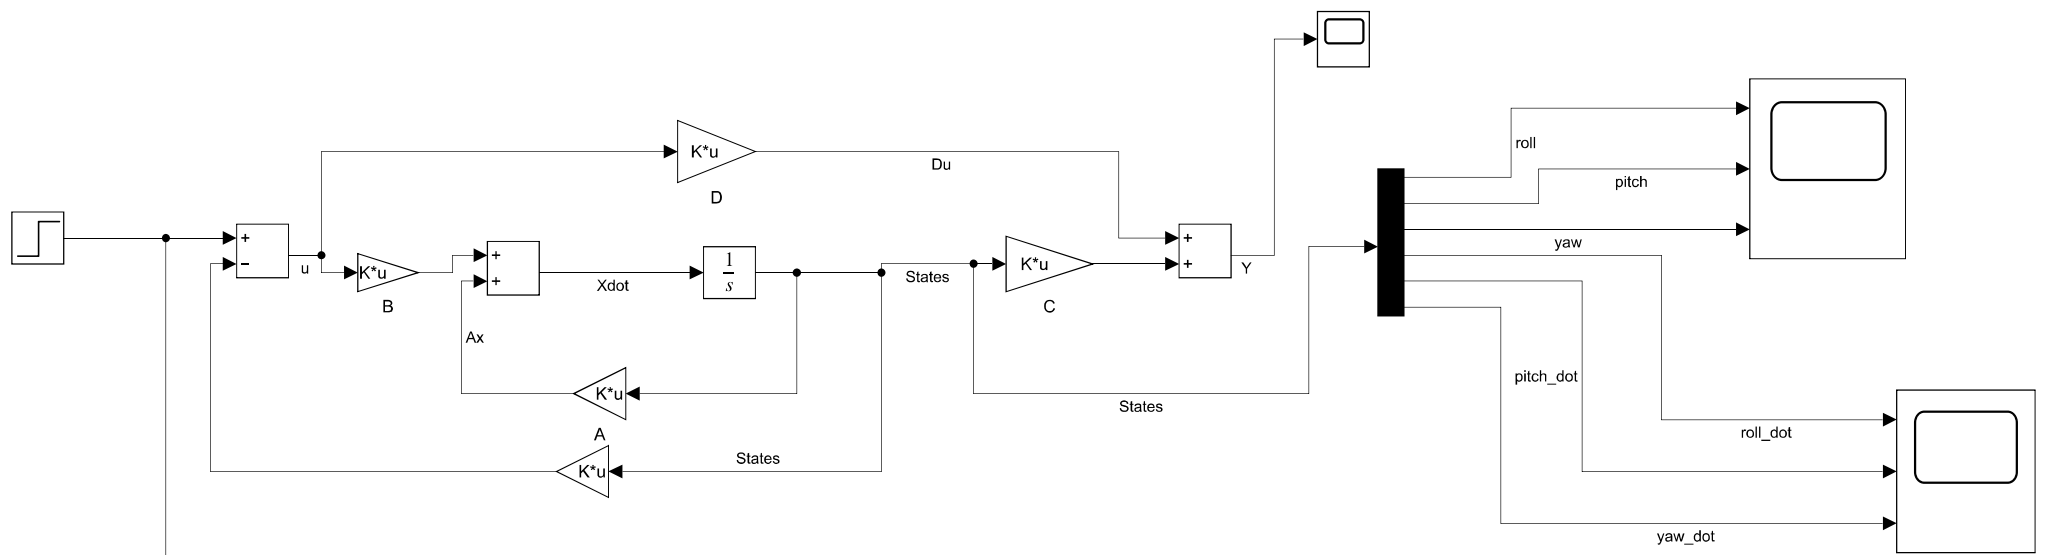 roll
K*u
Du
pitch
D
+
+
yaw
−
u
K*u
+
+
Xdot
1
s
States
K*u
+
Y
B
C
Ax
pitch_dot
K*u
States
A
roll_dot
States
K*u
yaw_dot